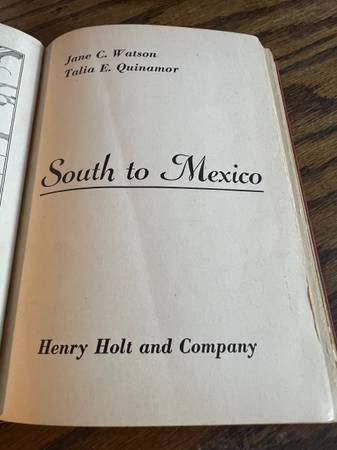 Jane C. Watson
Talia E. Quinamor
South to Mexico
Henry Holt and Company